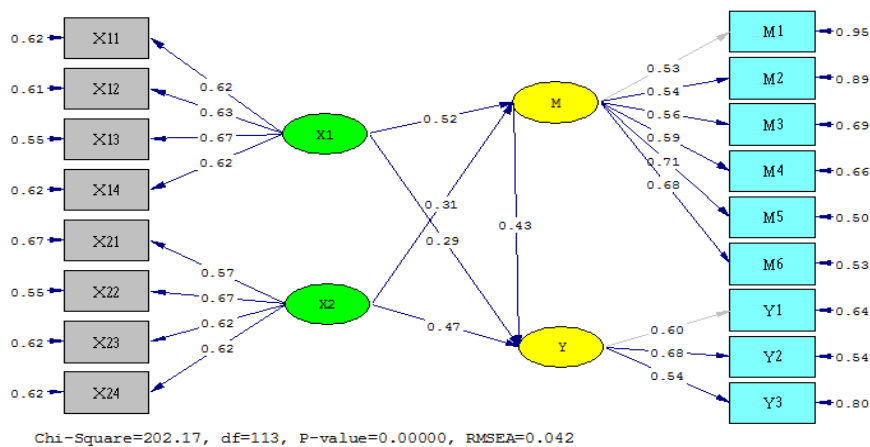 0.62 X11
0.61 X12
0.55 X13
0.62 X14
0.67 X21
0.55 X22
0.62 X23
0.62 X24
0.62
0.63
0.67
0.62
0.57
0.67
0.62
0.62
X1
X2
0.52
0.31
0.29
0.43
0.47
M
Y
0.53
0.54
0.56
0.59
0.71
0.68
0.60
0.68
0.54
M1 0.95
M2 0.89
M3 0.69
M4 0.66
M5 0.50
M6 0.53
Y1 0.64
Y2 0.54
Y3 0.80
Chi-Square=202.17, df=113, P-value=0.00000, RMSEA=0.042